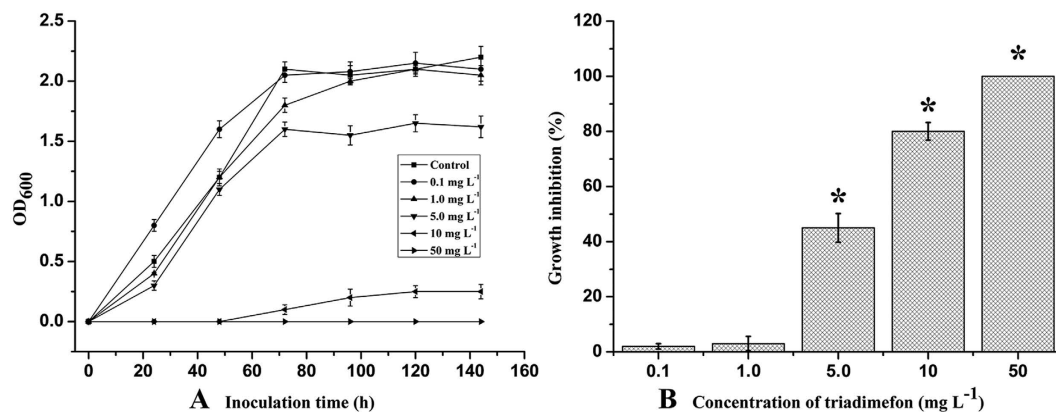 2.5
2.0
1.5
1.0
0.5
0.0
OD600
0 20 40 60 80 100 120 140 160
A Inoculation time (h)
Control
0.1 mg L-1
1.0 mg L-1
5.0 mg L-1
10 mg L-1
50 mg L-1
120
100
80
60
40
20
0
Growth inhibition (%)
* * *
0.1 1.0 5.0 10 50
B Concentration of triadimefon (mg L-1)